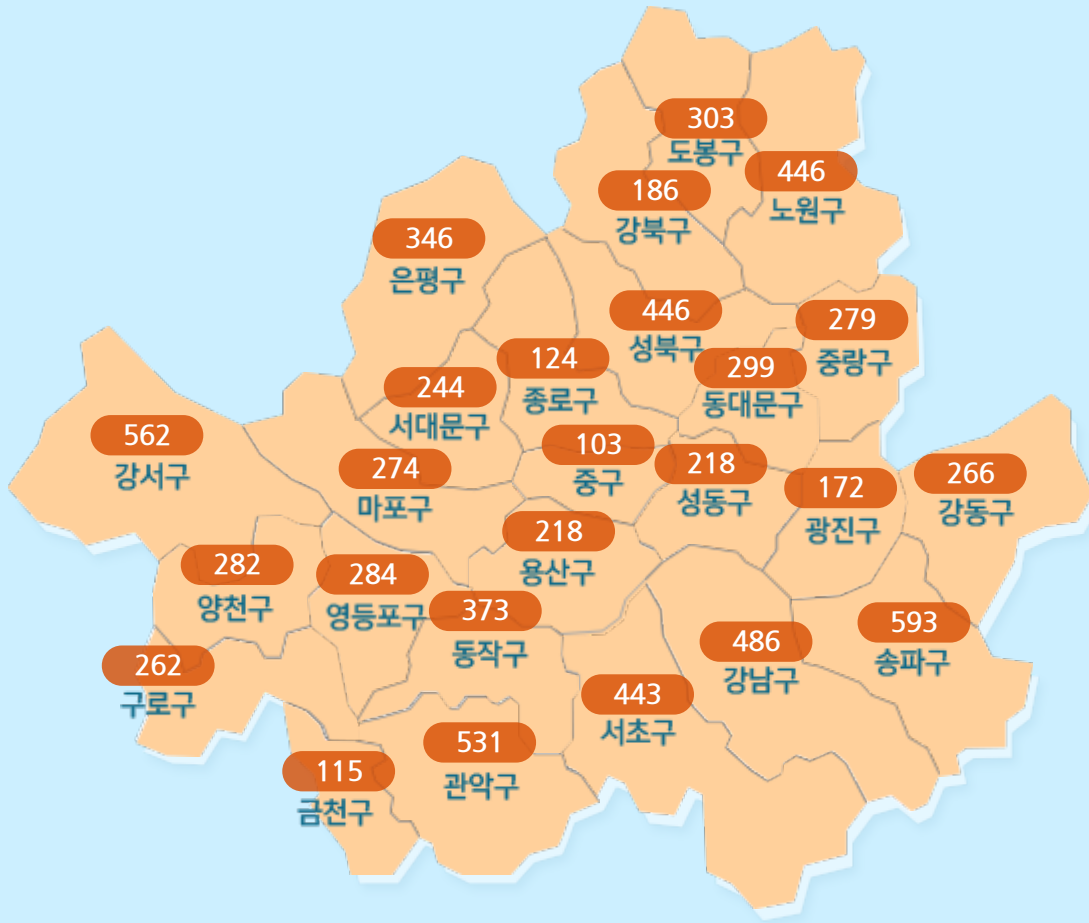 303
도봉구
446
노원구
186
강북구
346
은평구
446
성북구
279
중랑구
124
종로구
299
동대문구
244
서대문구
562
강서구
103
중구
218
성동구
274
마포구
172
광진구
266
강동구
218
용산구
282
양천구
284
영등포구
373
동작구
593
송파구
486
강남구
262
구로구
443
서초구
531
관악구
115
금천구